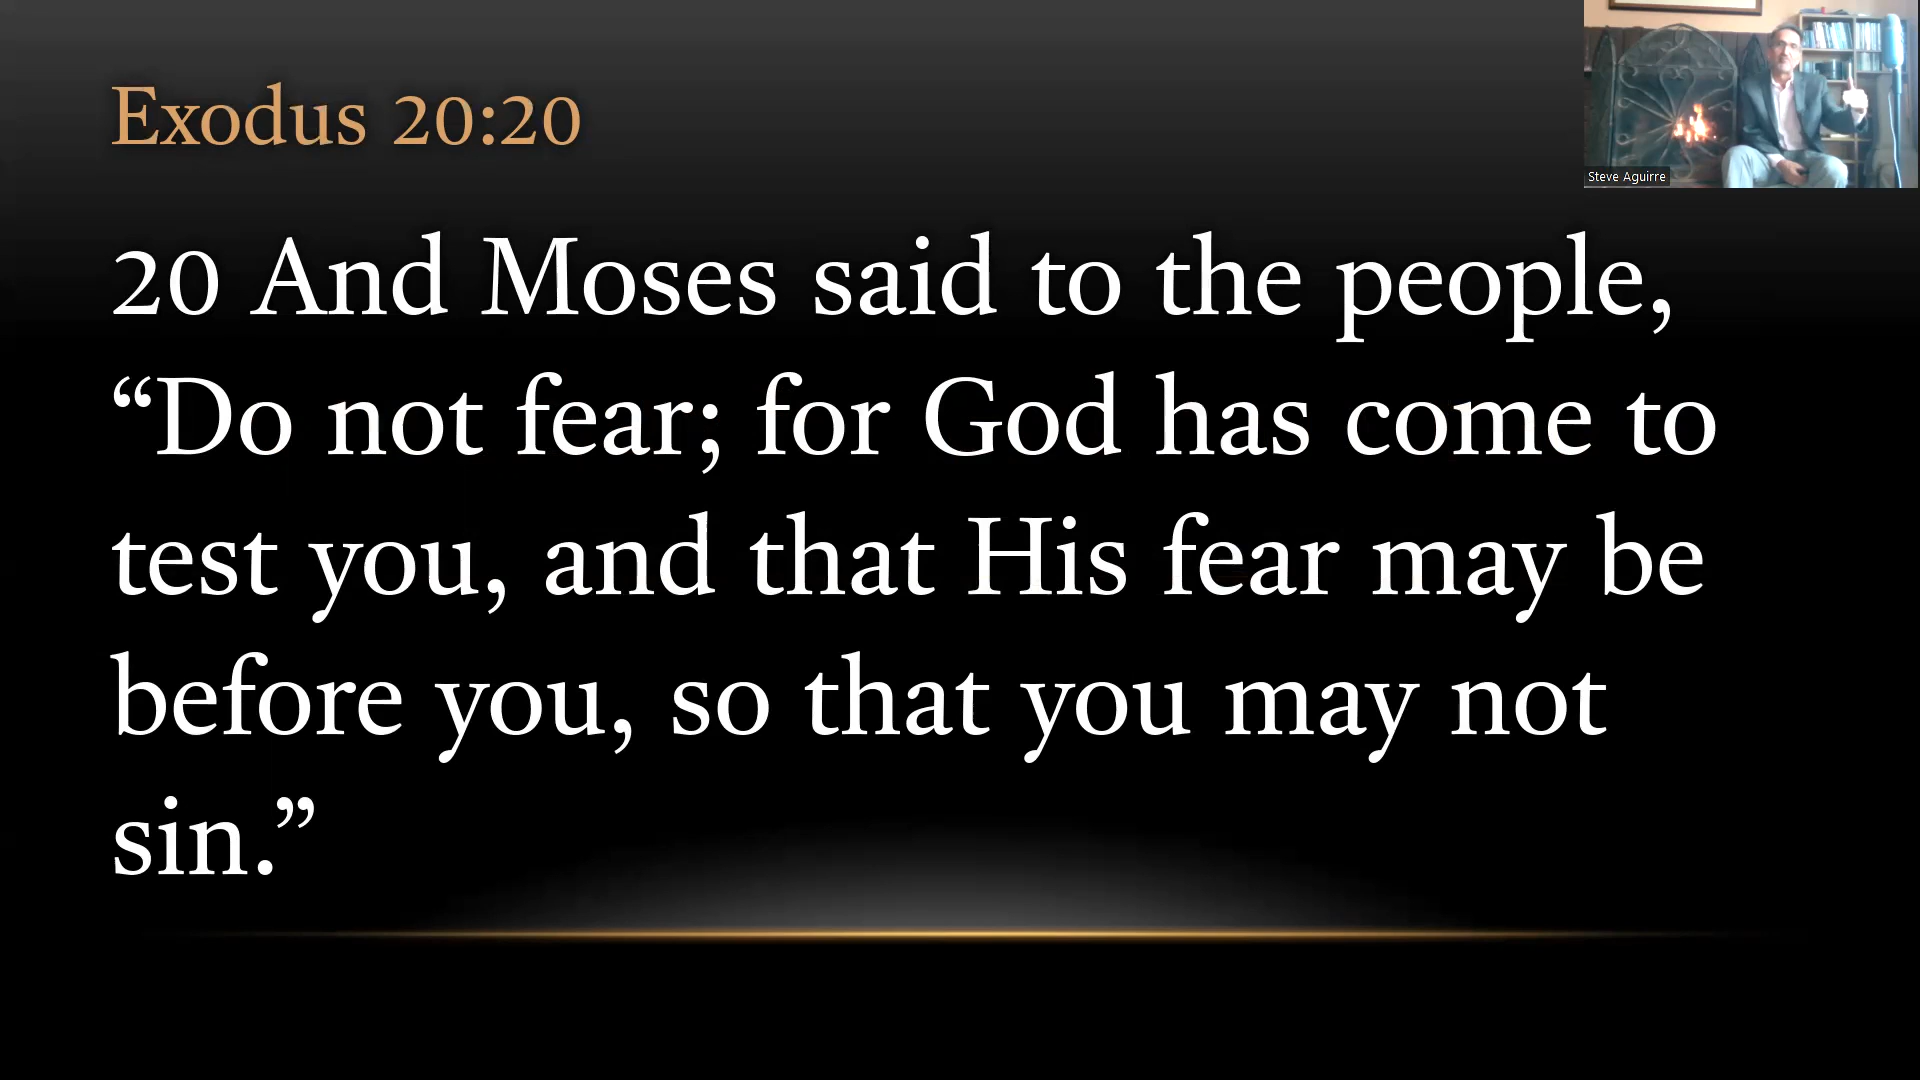 Exodus 20:20
Steve Aguirre
20 And Moses said to the people,
“Do not fear; for God has come to
test you, and that His fear may be
before you, so that you may not
sin.”